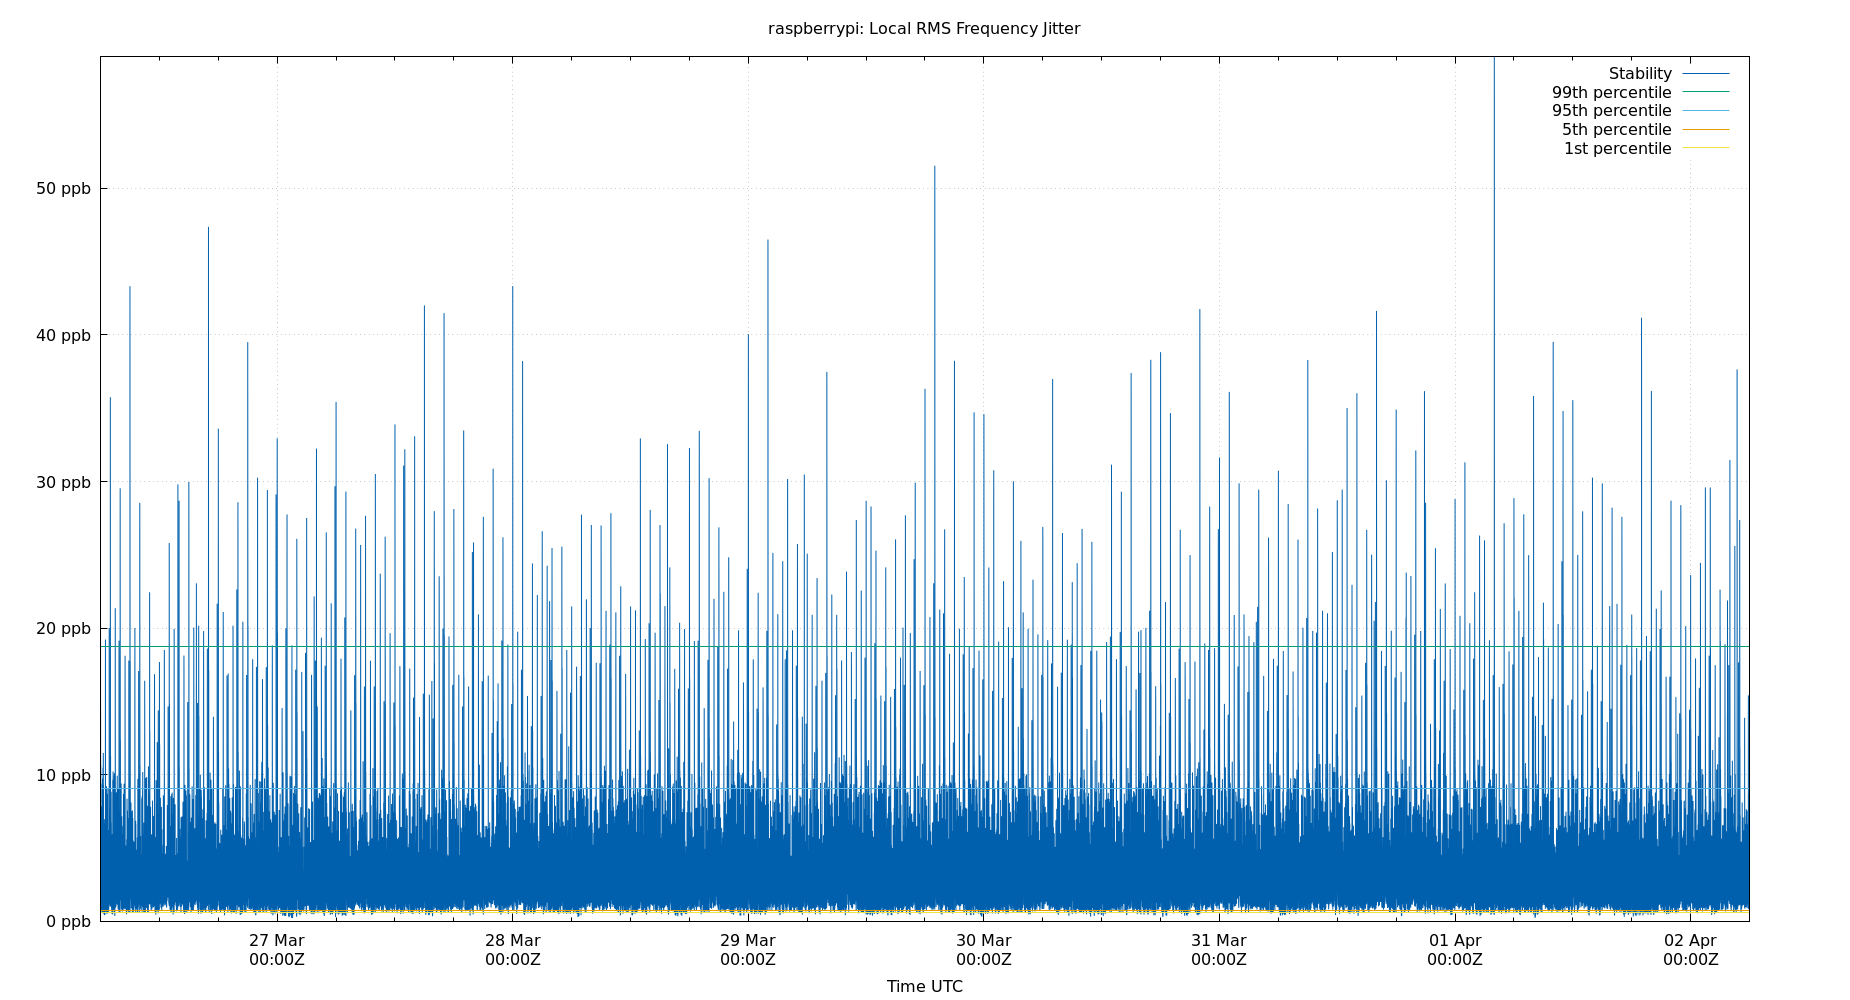 raspberrypi: Local RMS Frequency Jitter
Stability
99th percentile
95th percentile
5th percentile
1st percentile
50 ppb
40 ppb
30 ppb
20 ppb
10 ppb
0 ppb
27 Mar
00:00Z
28 Mar
00:00Z
29 Mar
00:00Z
30 Mar
00:00Z
31 Mar
00:00Z
01 Apr
00:00Z
02 Apr
00:00Z
Time UTC